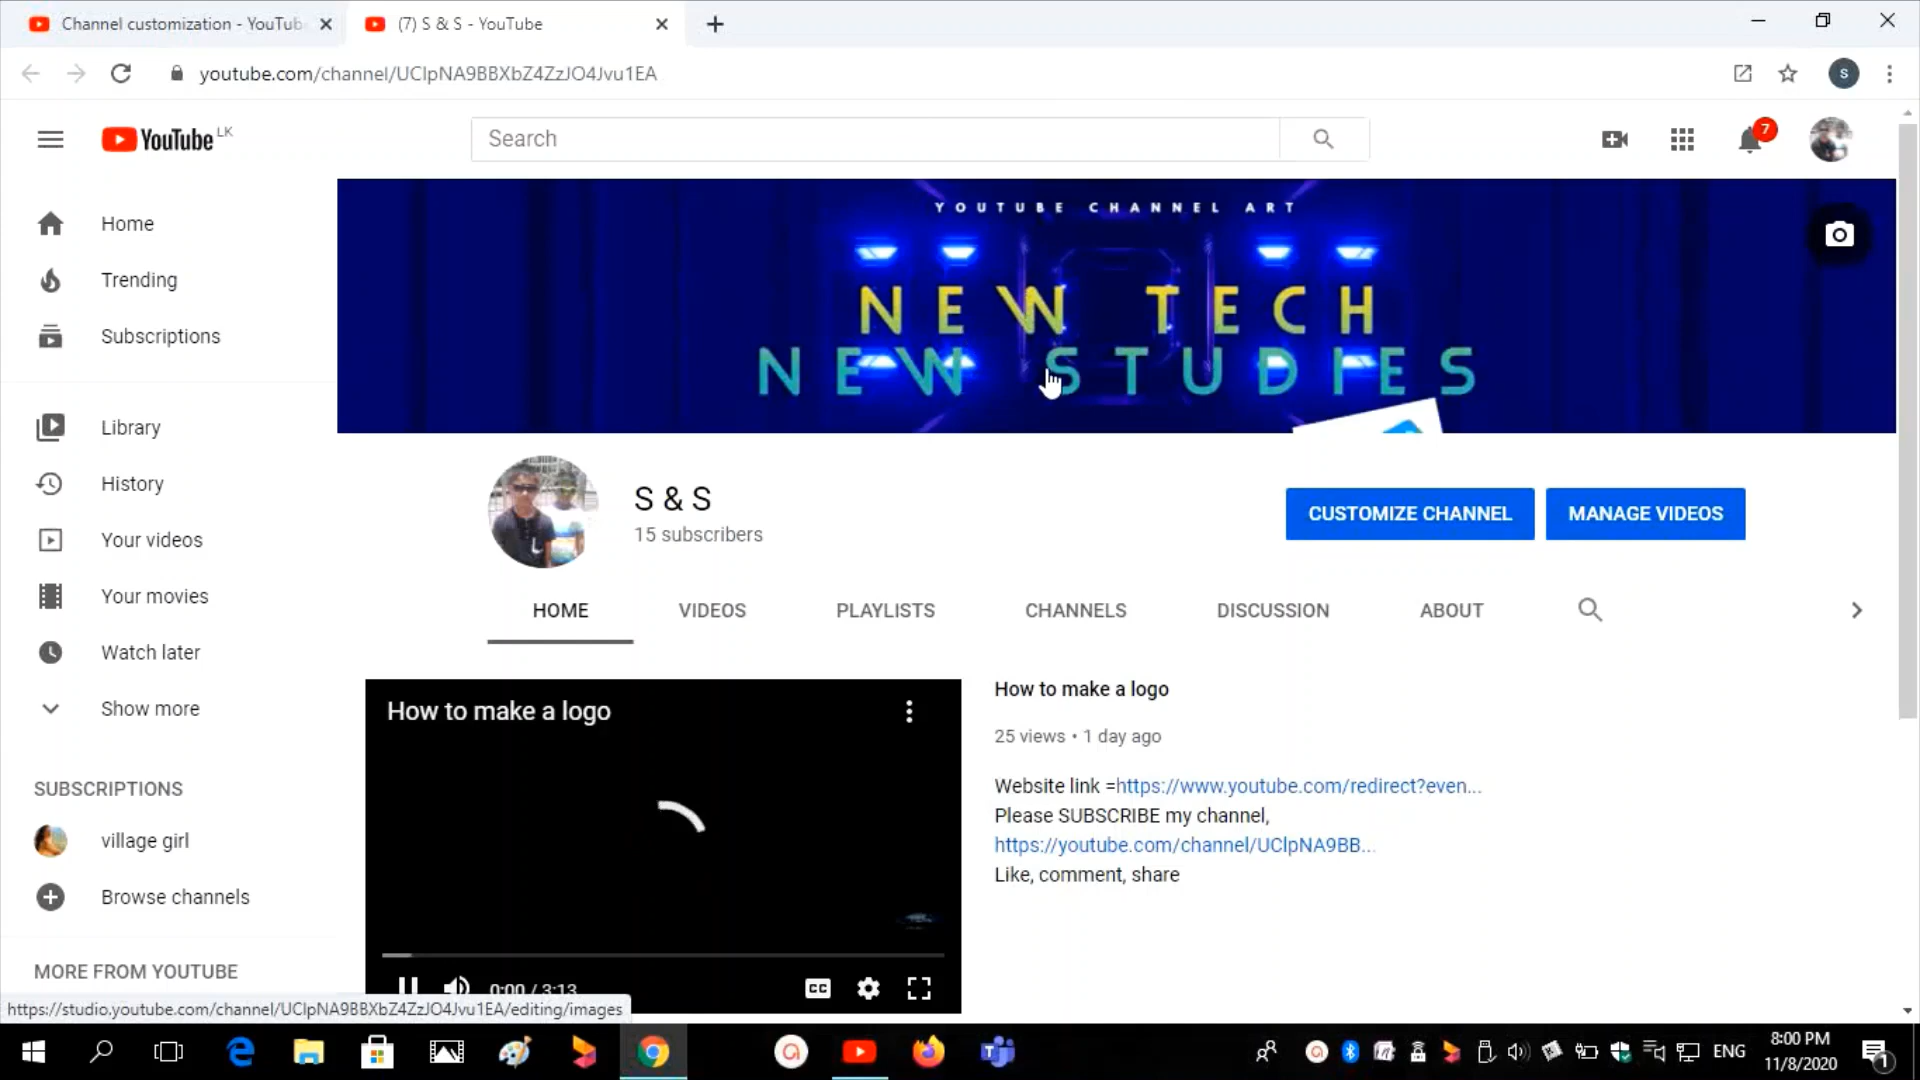 Channel customization - YouTub
(7) S & S - YouTube
youtube.com/channel/UClpNA9BBXbZ4ZzJO4Jvu1EA
S
YouTube LK
Search
7
Home
Trending
Subscriptions
Library
History
Your videos
Your movies
Watch later
Show more
SUBSCRIPTIONS
village girl
Browse channels
MORE FROM YOUTUBE
YOUTUBE CHANNEL ART
NEW TECH
NEW STUDIES
S & S
15 subscribers
CUSTOMIZE CHANNEL
MANAGE VIDEOS
HOME VIDEOS PLAYLISTS CHANNELS DISCUSSION ABOUT
How to make a logo
0:00 / 3:13
CC
How to make a logo
25 views • 1 day ago
Website link =https://www.youtube.com/redirect?even...
Please SUBSCRIBE my channel,
https://youtube.com/channel/UClpNA9BB...
Like, comment, share
https://studio.youtube.com/channel/UClpNA9BBXbZ4ZzJO4Jvu1EA/editing/images
ENG
8:00 PM
11/8/2020
1